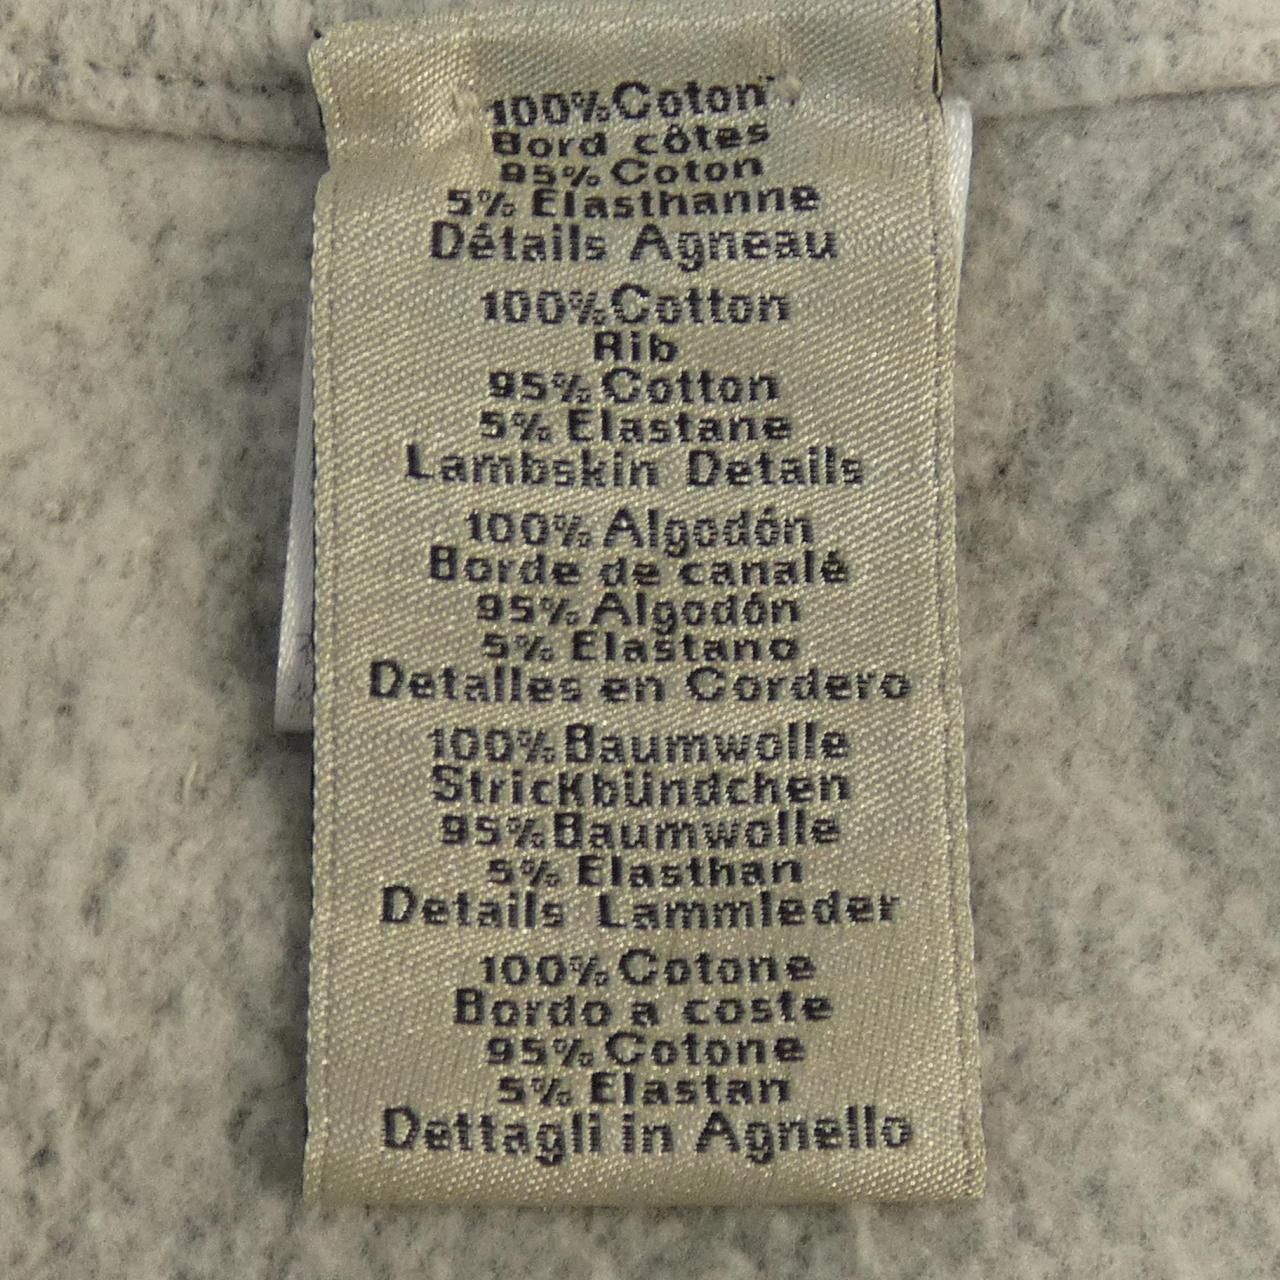 100%Coton
Bord côtes
95% Coton
5% Elasthanne
Détails Agneau
100%Cotton
Rib
95% Cotton
5% Elastane
Lambskin Details
100% Algodón
Borde de canalé
95% Algodón
5% Elastano
Detalles en Cordero
100% Baumwolle
Strickbündchen
95% Baumwolle
5% Elasthan
Details Lammleder
100% Cotone
Bordo a coste
95% Cotone
5% Elastan
Dettagli in Agnello